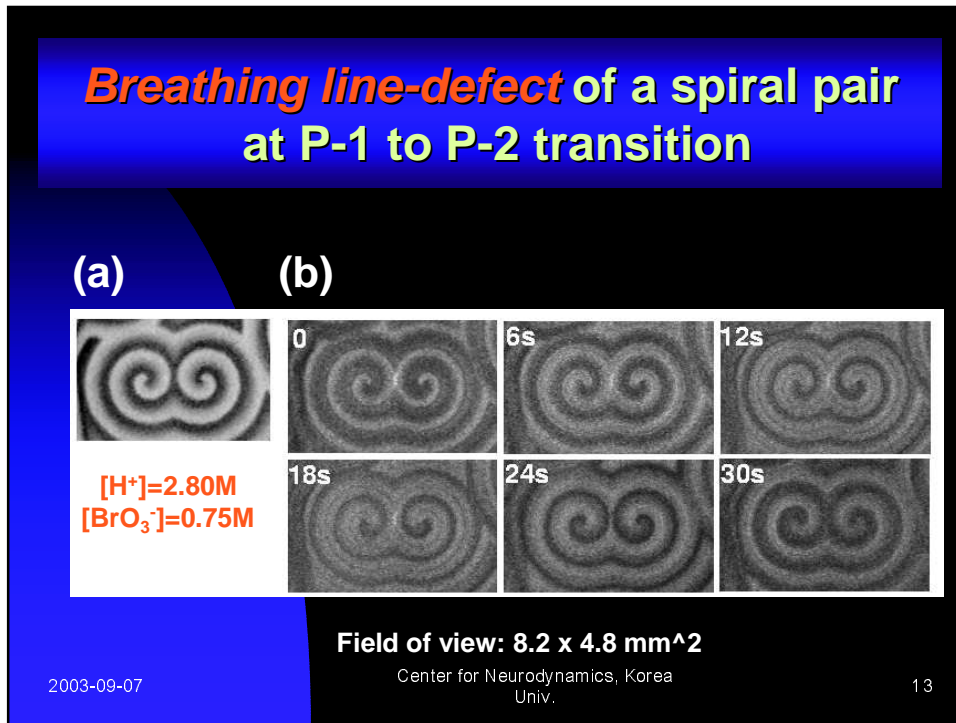 Breathing line-defect of a spiral pair
at P-1 to P-2 transition
(a)
(b)
0
6s
12s
18s
24s
30s
[H⁺]=2.80M
[BrO₃⁻]=0.75M
Field of view: 8.2 x 4.8 mm^2
2003-09-07
Center for Neurodynamics, Korea
Univ.
13